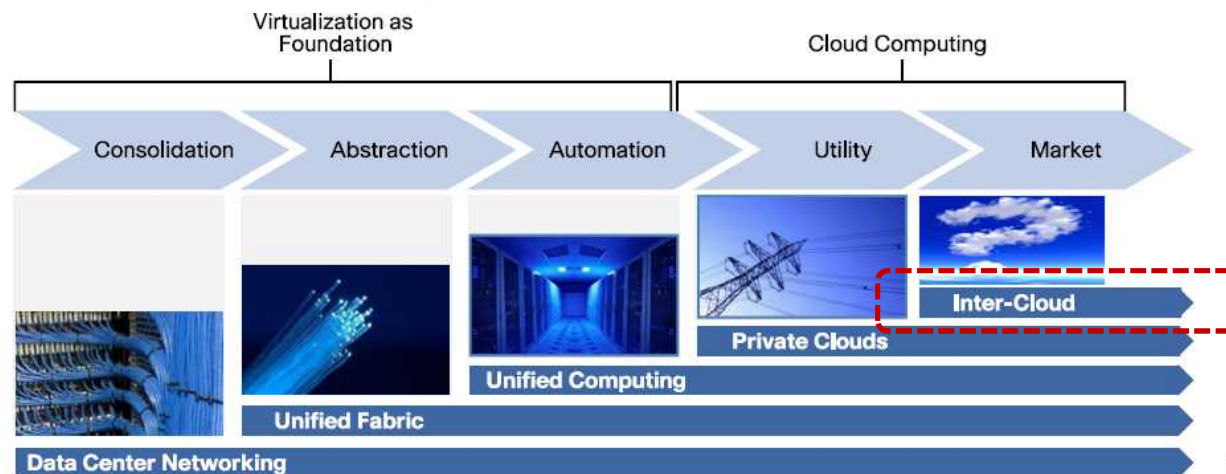 Virtualization as
Foundation
Cloud Computing
Consolidation
Abstraction
Automation
Utility
Market
Inter-Cloud
Private Clouds
Unified Computing
Unified Fabric
Data Center Networking